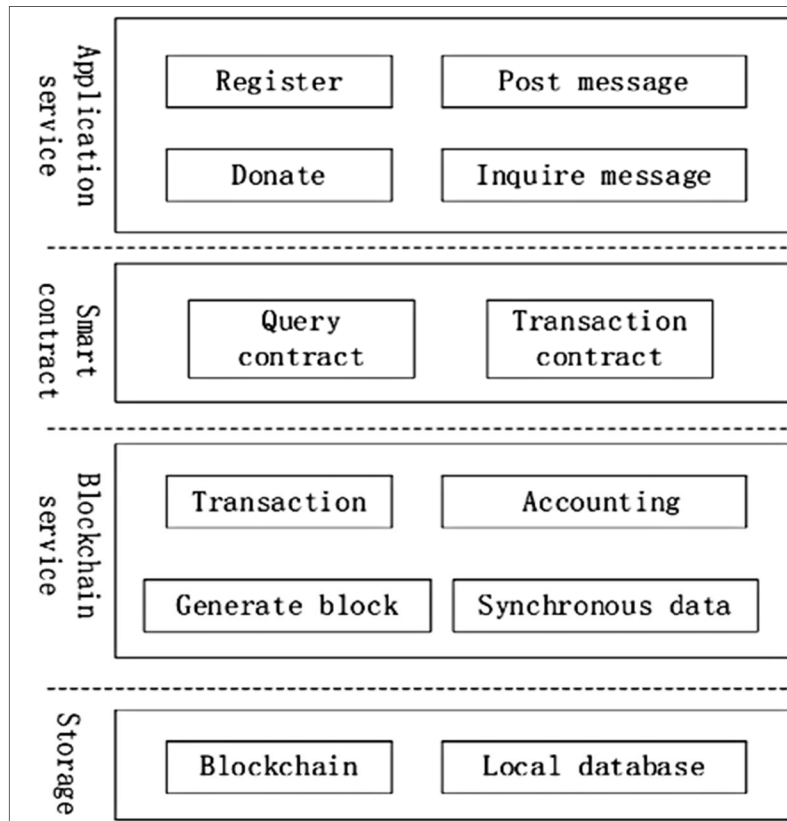 Application
service
Register
Post message
Donate
Inquire message
Smart
contract
Query
contract
Transaction
contract
Blockchain
service
Transaction
Accounting
Generate block
Synchronous data
Storage
Blockchain
Local database